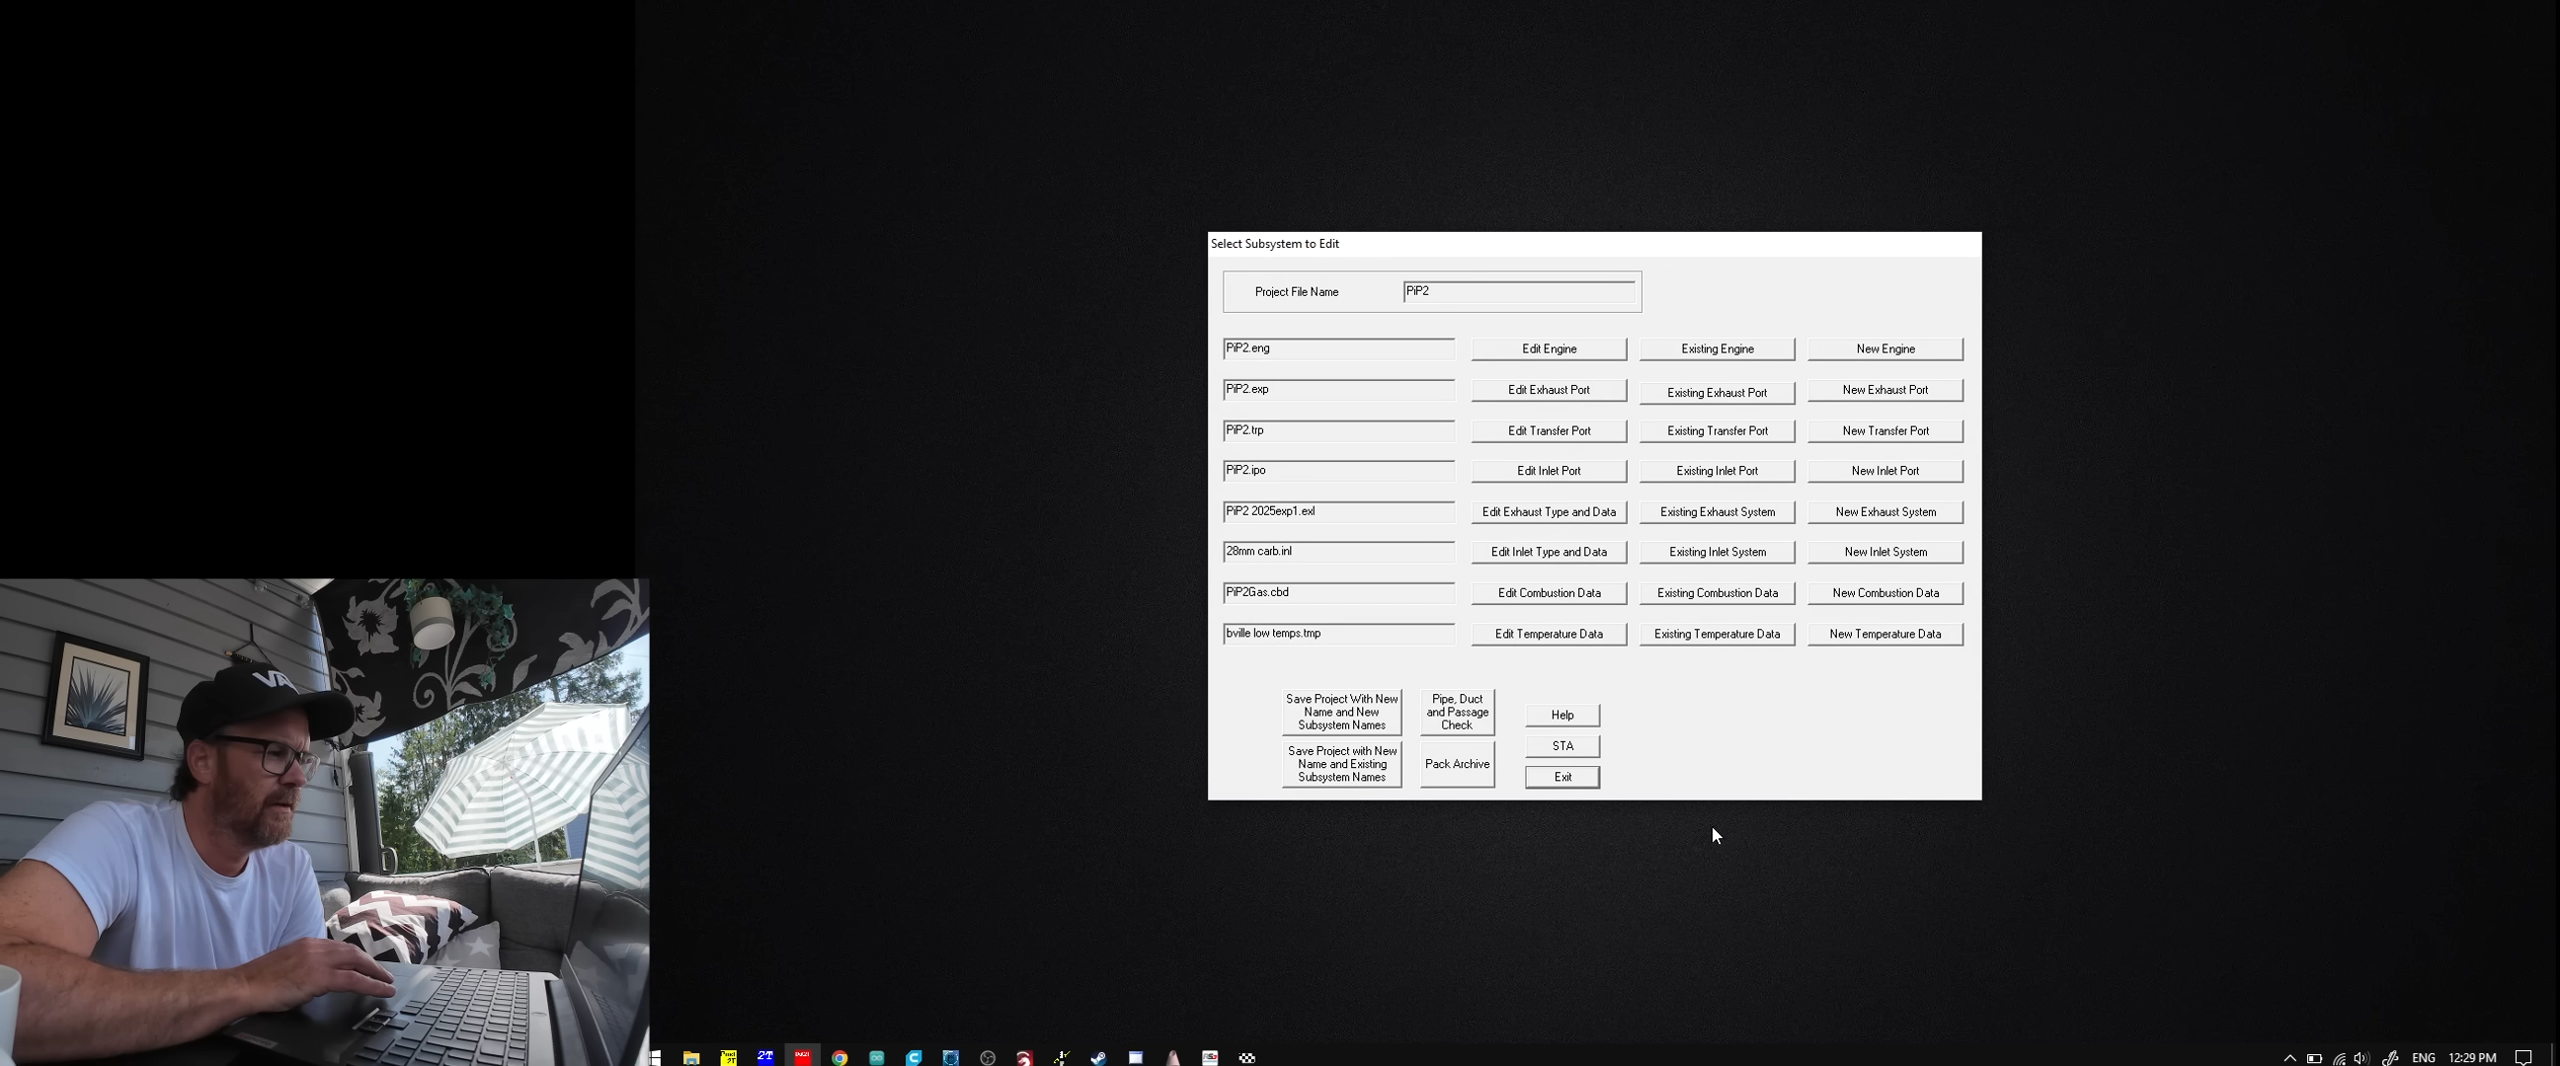 Select Subsystem to Edit
Project File Name
PiP2
PiP2.eng
Edit Engine
Existing Engine
New Engine
PiP2.exp
Edit Exhaust Port
Existing Exhaust Port
New Exhaust Port
PiP2.trp
Edit Transfer Port
Existing Transfer Port
New Transfer Port
PiP2.ipo
Edit Inlet Port
Existing Inlet Port
New Inlet Port
PiP2 2025exp1.exl
Edit Exhaust Type and Data
Existing Exhaust System
New Exhaust System
28mm carb.inl
Edit Inlet Type and Data
Existing Inlet System
New Inlet System
PiP2Gas.cbd
Edit Combustion Data
Existing Combustion Data
New Combustion Data
bville low temps.tmp
Edit Temperature Data
Existing Temperature Data
New Temperature Data
Save Project With New
Name and New
Subsystem Names
Pipe, Duct
and Passage
Check
Help
STA
Save Project with New
Name and Existing
Subsystem Names
Pack Archive
Exit
VA
2T
ENG
12:29 PM